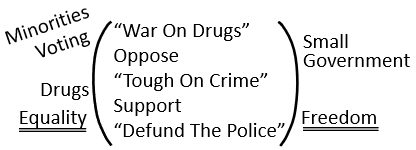 Minorities
Voting
Drugs
Equality
“War On Drugs”
Oppose
“Tough On Crime”
Support
“Defund The Police”
Small
Government
Freedom